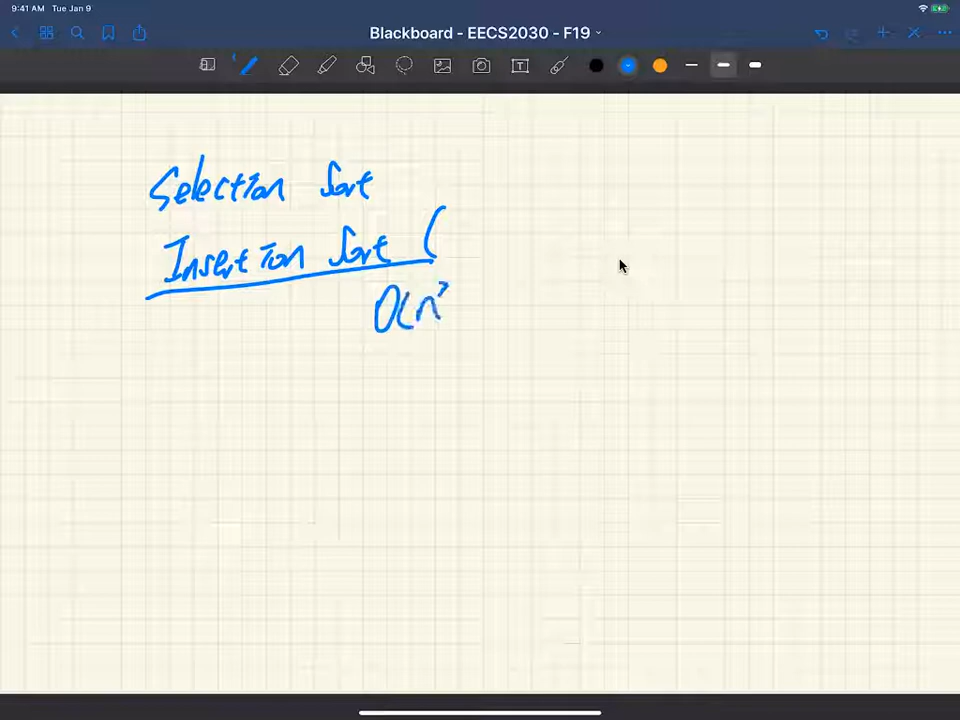 9:41 AM Tue Jan 9
Blackboard - EECS2030 - F19
T
Selection Sort
Insertion Sort (
O(n²